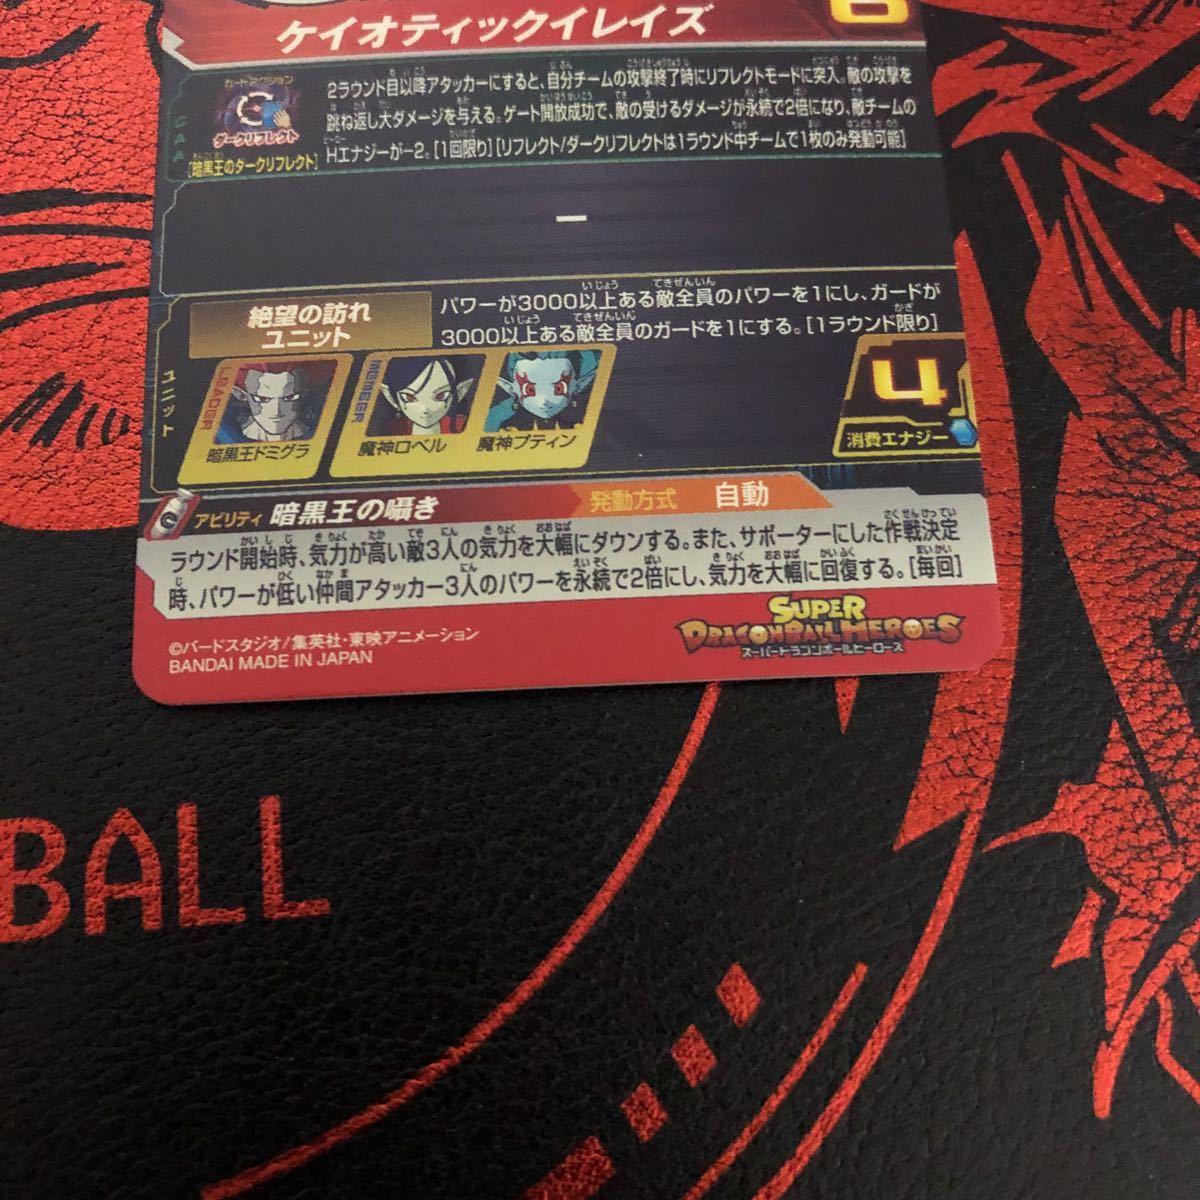 ケイオティックイレイズ
6
カードアクション
ダークリフレクト
CAA
[暗黒王のダークリフレクト]
2ラウンド目以降アタッカーにすると、自分チームの攻撃終了時にリフレクトモードに突入。敵の攻撃を
跳ね返し大ダメージを与える。ゲート開放成功で、敵の受けるダメージが永続で2倍になり、敵チームの
Hエナジーが-2。[1回限り][リフレクト/ダークリフレクトは1ラウンド中チームで1枚のみ発動可能]
ー
ユニット
絶望の訪れ
ユニット
パワーが3000以上ある敵全員のパワーを1にし、ガードが
3000以上ある敵全員のガードを1にする。[1ラウンド限り]
LEADER
暗黒王ドミグラ
MEMBER
魔神ロベル
魔神プティン
4
消費エナジー
アビリティ 暗黒王の囁き
発動方式 自動
ラウンド開始時、気力が高い敵3人の気力を大幅にダウンする。また、サポーターにした作戦決定
時、パワーが低い仲間アタッカー3人のパワーを永続で2倍にし、気力を大幅に回復する。[毎回]
©バードスタジオ/集英社・東映アニメーション
BANDAI MADE IN JAPAN
SUPER
DRAGONBALL HEROES
スーパードラゴンボールヒーローズ
BALL